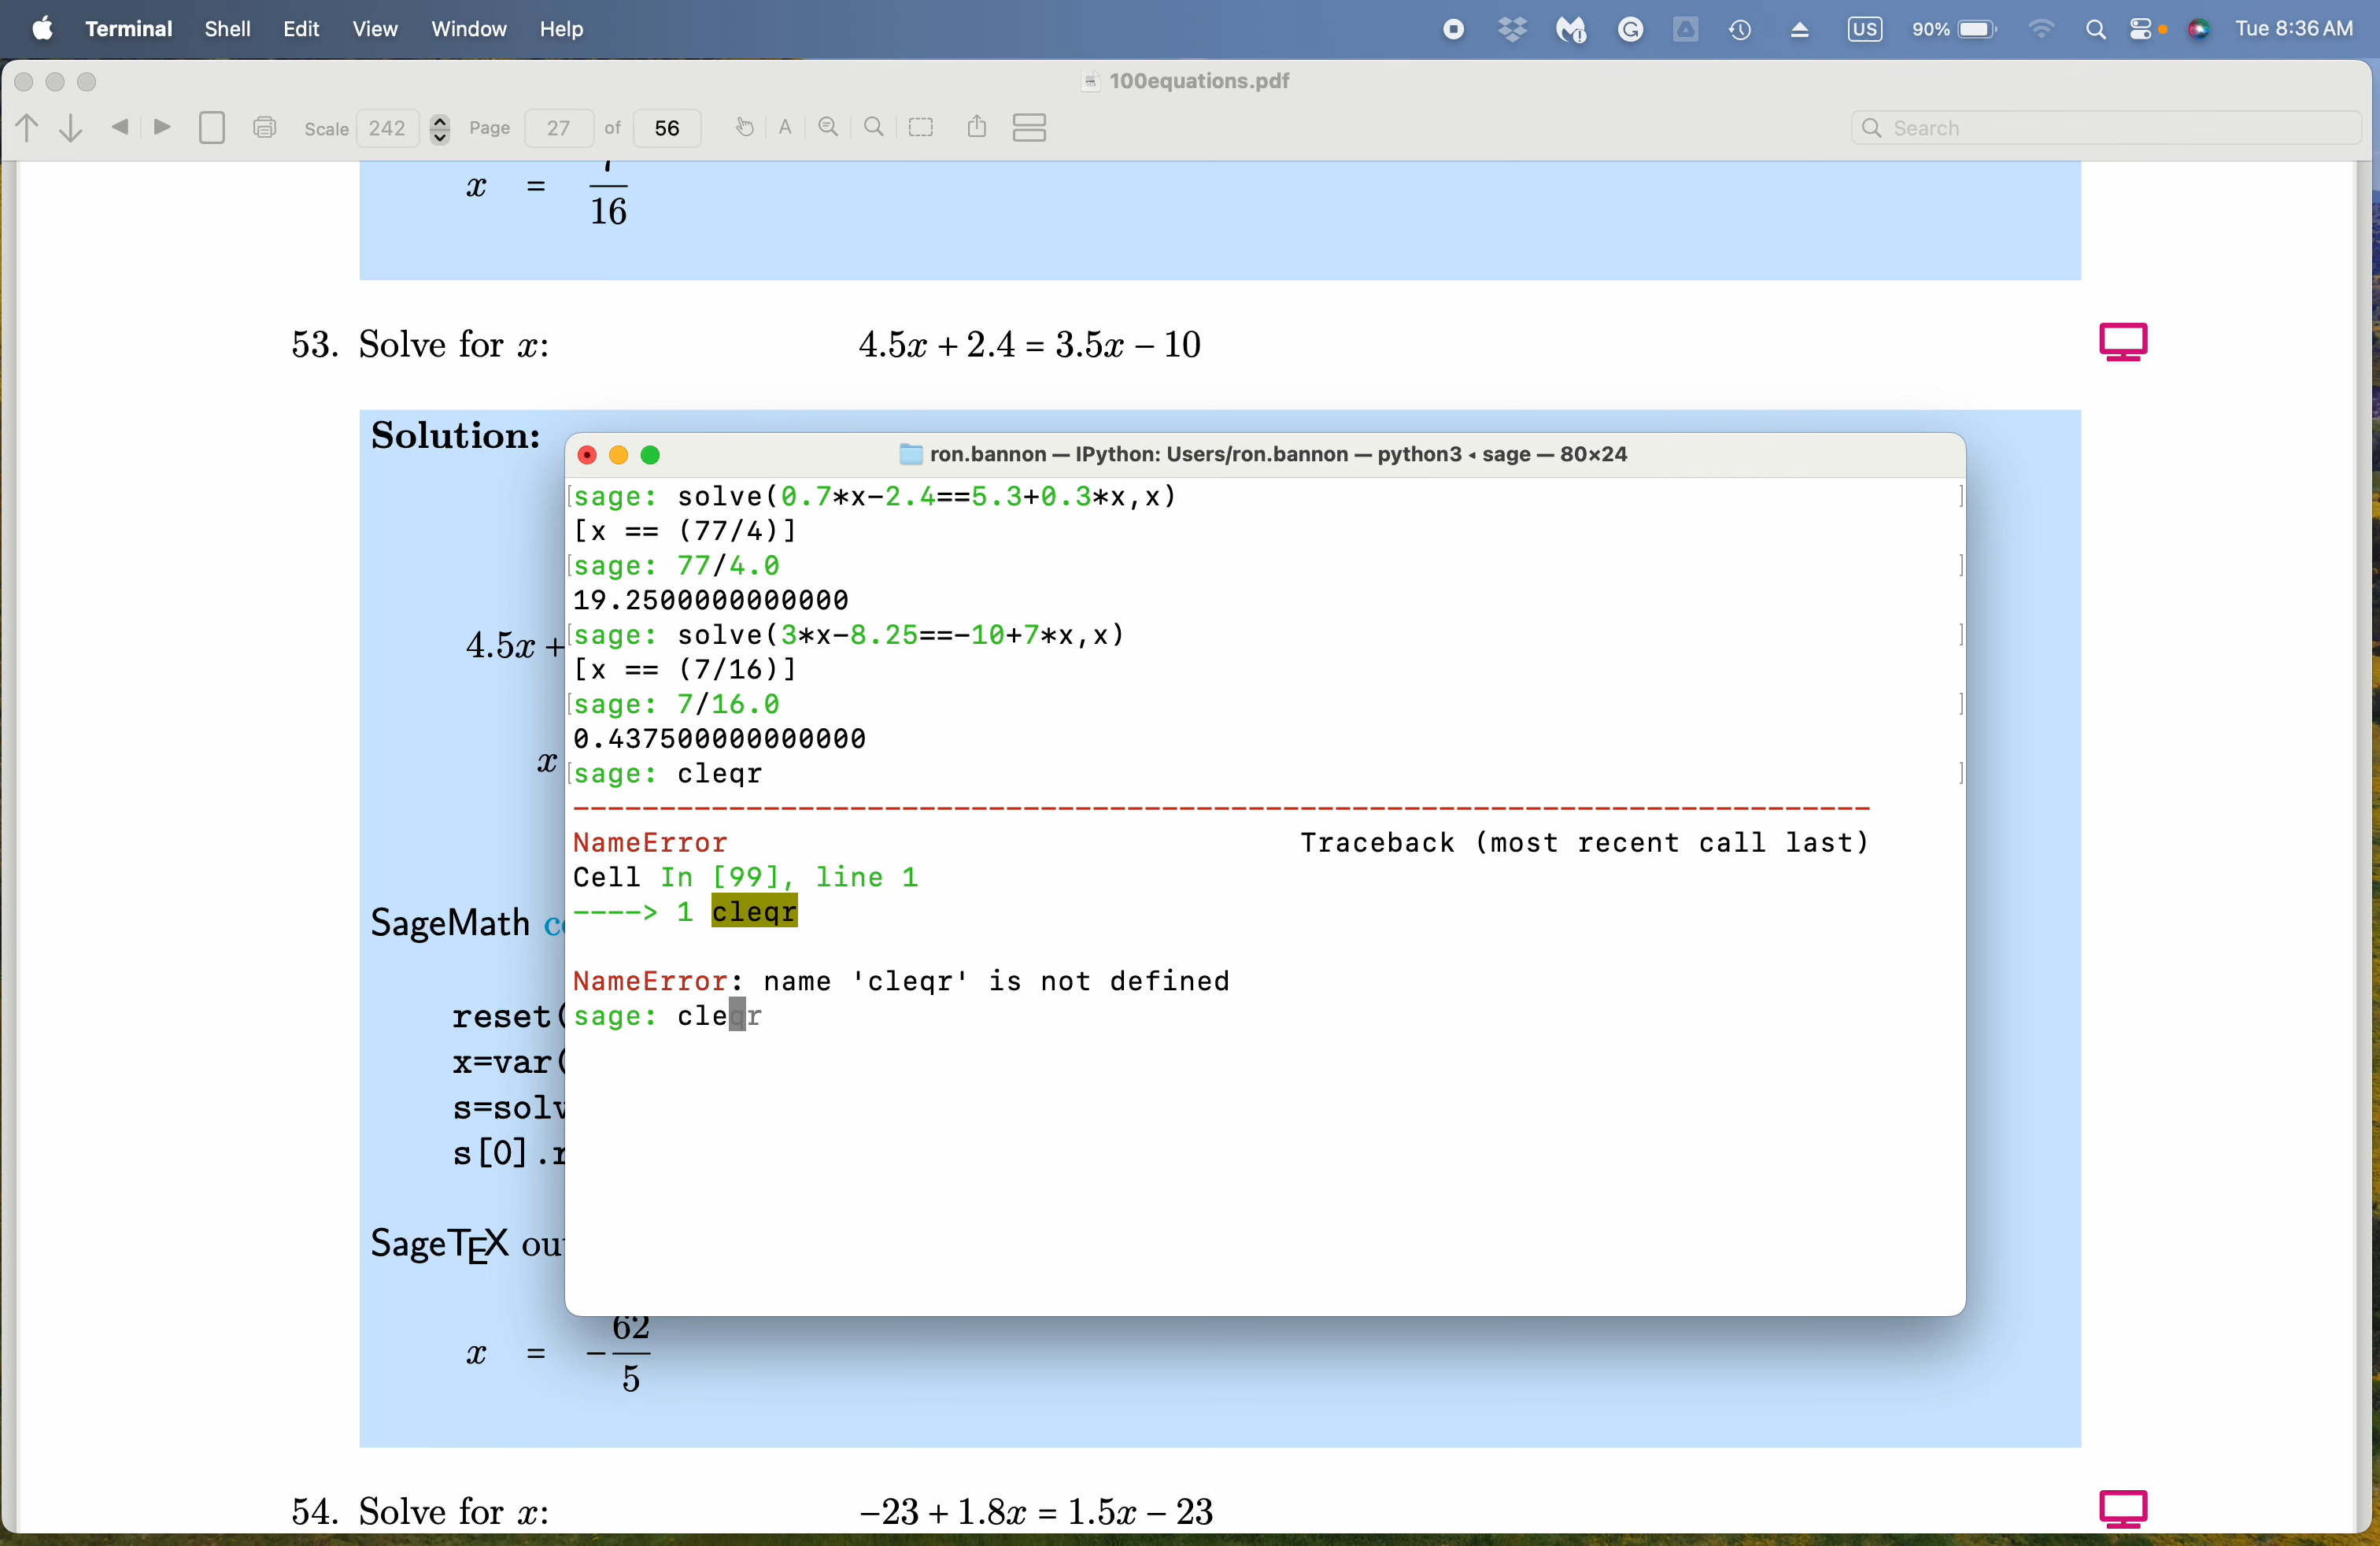 Terminal Shell Edit View Window Help US 90% Tue 8:36 AM
100equations.pdf
Scale 242 Page 27 of 56 A Search
x =
16
53. Solve for x: 4.5x + 2.4 = 3.5x − 10
Solution:
4.5x +
x
SageMath
reset(
x=var(
s=solv
s[0].r
SageTEX
x = −62/5
54. Solve for x: −23 + 1.8x = 1.5x − 23
ron.bannon — IPython: Users/ron.bannon — python3 ◂ sage — 80×24
[sage: solve(0.7*x-2.4==5.3+0.3*x,x) ]
[x == (77/4)]
[sage: 77/4.0 ]
19.2500000000000
[sage: solve(3*x-8.25==-10+7*x,x) ]
[x == (7/16)]
[sage: 7/16.0 ]
0.437500000000000
[sage: cleqr ]
---------------------------------------------------------------------------
NameError Traceback (most recent call last)
Cell In [99], line 1
----> 1 cleqr
NameError: name 'cleqr' is not defined
sage: cleqr